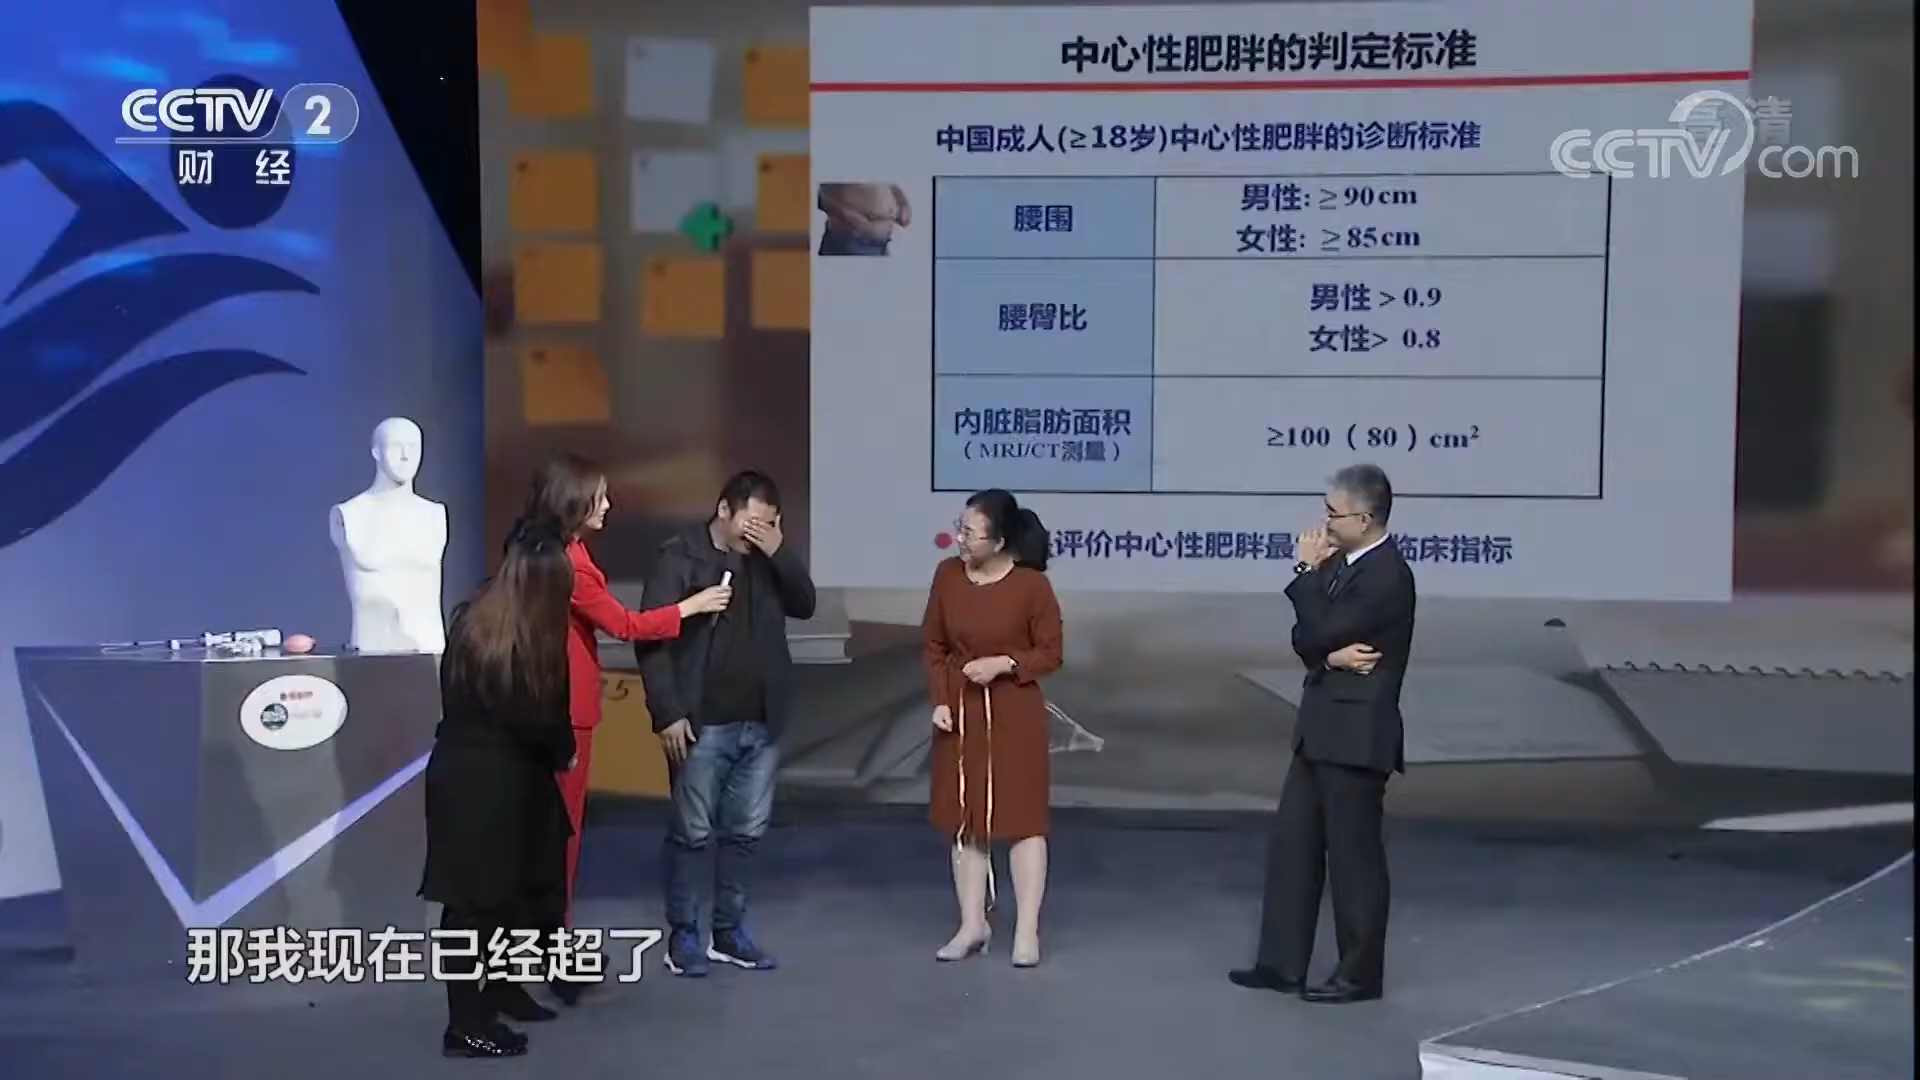 CCTV 2
财 经
高清
CCTV com
中心性肥胖的判定标准
中国成人(≥18岁)中心性肥胖的诊断标准
腰围
男性: ≥ 90 cm
女性: ≥ 85cm
腰臀比
男性 > 0.9
女性> 0.8
内脏脂肪面积
(MRI/CT测量)
≥100 (80) cm²
评价中心性肥胖最
临床指标
那我现在已经超了